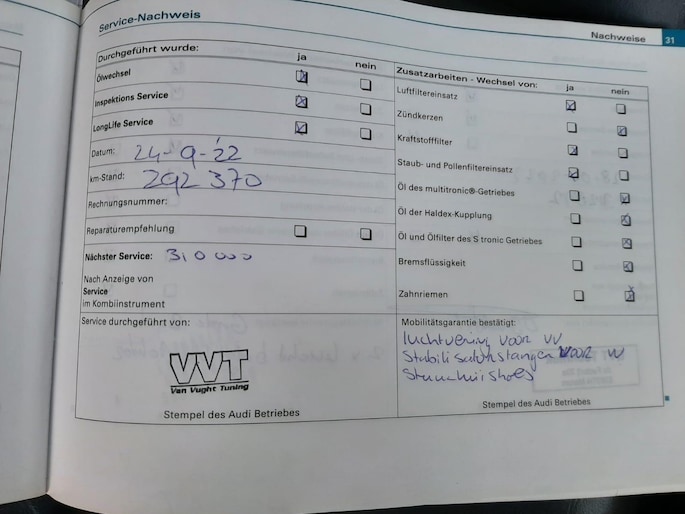 Service-Nachweis
Nachweise 31
Durchgeführt wurde: ja nein
Ölwechsel
Inspektions Service
LongLife Service
Datum: 24-9-'22
km-Stand: 292 370
Rechnungsnummer:
Reparaturempfehlung
Nächster Service: 310 000
Nach Anzeige von
Service
im Kombiinstrument
Service durchgeführt von:
VVT
Van Vught Tuning
Stempel des Audi Betriebes
Zusatzarbeiten - Wechsel von: ja nein
Luftfiltereinsatz
Zündkerzen
Kraftstofffilter
Staub- und Pollenfiltereinsatz
Öl des multitronic®-Getriebes
Öl der Haldex-Kupplung
Öl und Ölfilter des S tronic Getriebes
Bremsflüssigkeit
Zahnriemen
Mobilitätsgarantie bestätigt:
luchtvering voor VV
voor
Stempel des Audi Betriebes